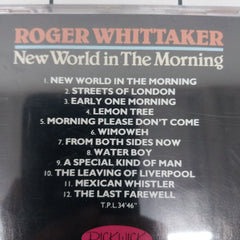 ROGER WHITTAKER
New World in The Morning
1. NEW WORLD IN THE MORNING
2. STREETS OF LONDON
3. EARLY ONE MORNING
4. LEMON TREE
5. MORNING PLEASE DON'T COME
6. WIMOWEH
7. FROM BOTH SIDES NOW
8. WATER BOY
9. A SPECIAL KIND OF MAN
10. THE LEAVING OF LIVERPOOL
11. MEXICAN WHISTLER
12. THE LAST FAREWELL
T.P.L. 34'46"
PICKWICK